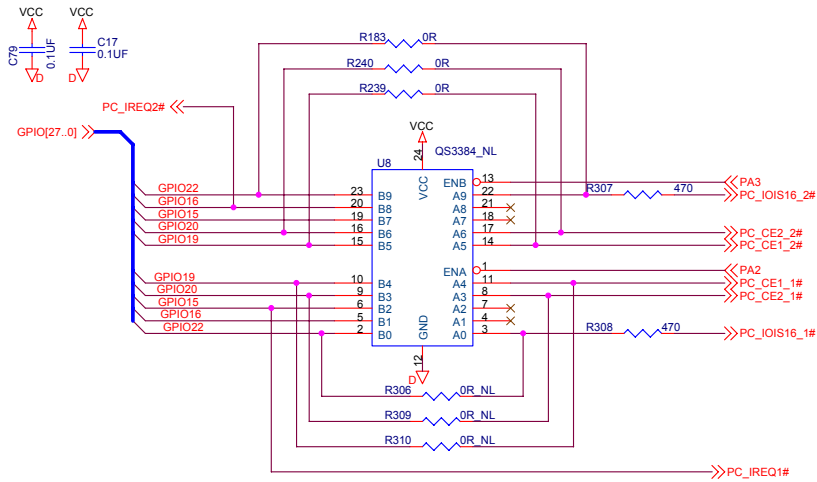 VCC
VCC
C79
0.1UF
D
C17
0.1UF
D
R183 0R
R240 0R
R239 0R
PC_IREQ2#
GPIO[27..0]
VCC
24
QS3384_NL
U8
VCC
GPIO22 23 B9 ENB 13 PA3
GPIO16 20 B8 A9 22 R307 470 PC_IOIS16_2#
GPIO15 19 B7 A8 21
GPIO20 16 B6 A7 18
GPIO19 15 B5 A6 17 PC_CE2_2#
A5 14 PC_CE1_2#
ENA 1 PA2
GPIO19 10 B4 A4 11 PC_CE1_1#
GPIO20 9 B3 A3 8 PC_CE2_1#
GPIO15 6 B2 A2 7
GPIO16 5 B1 A1 4
GPIO22 2 B0 A0 3 R308 470 PC_IOIS16_1#
GND
12
D
R306 0R_NL
R309 0R_NL
R310 0R_NL
PC_IREQ1#